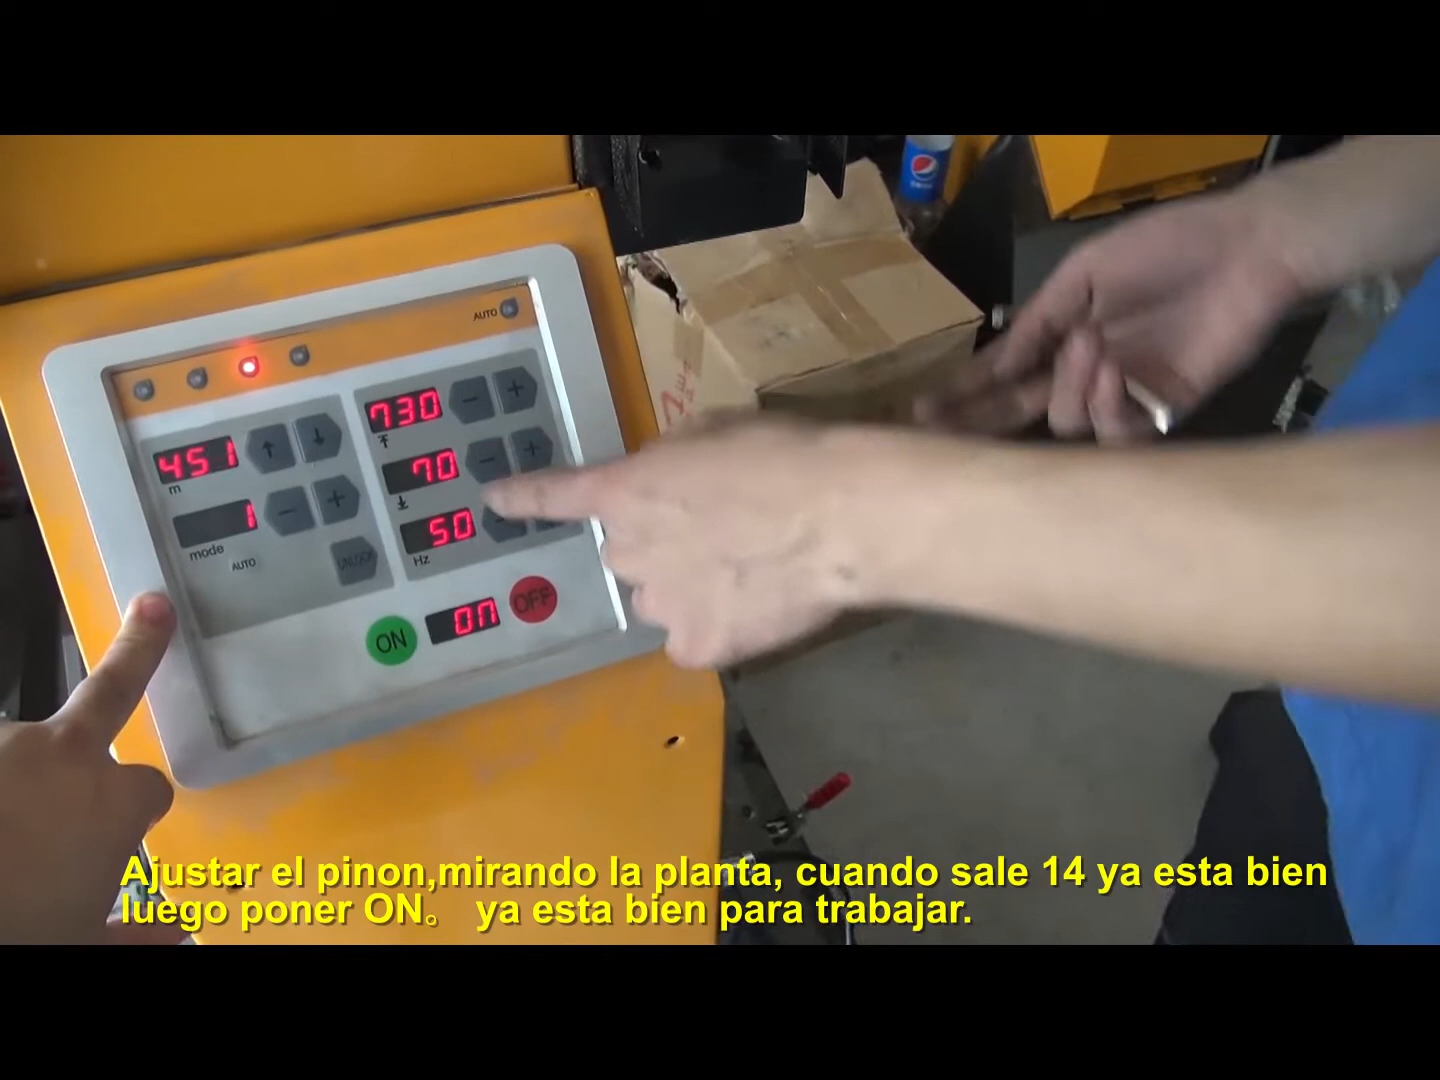 AUTO
451
m
1
mode
AUTO
UNLOCK
730
70
50
Hz
ON
on
OFF
Ajustar el pinon,mirando la planta, cuando sale 14 ya esta bien
luego poner ON。 ya esta bien para trabajar.